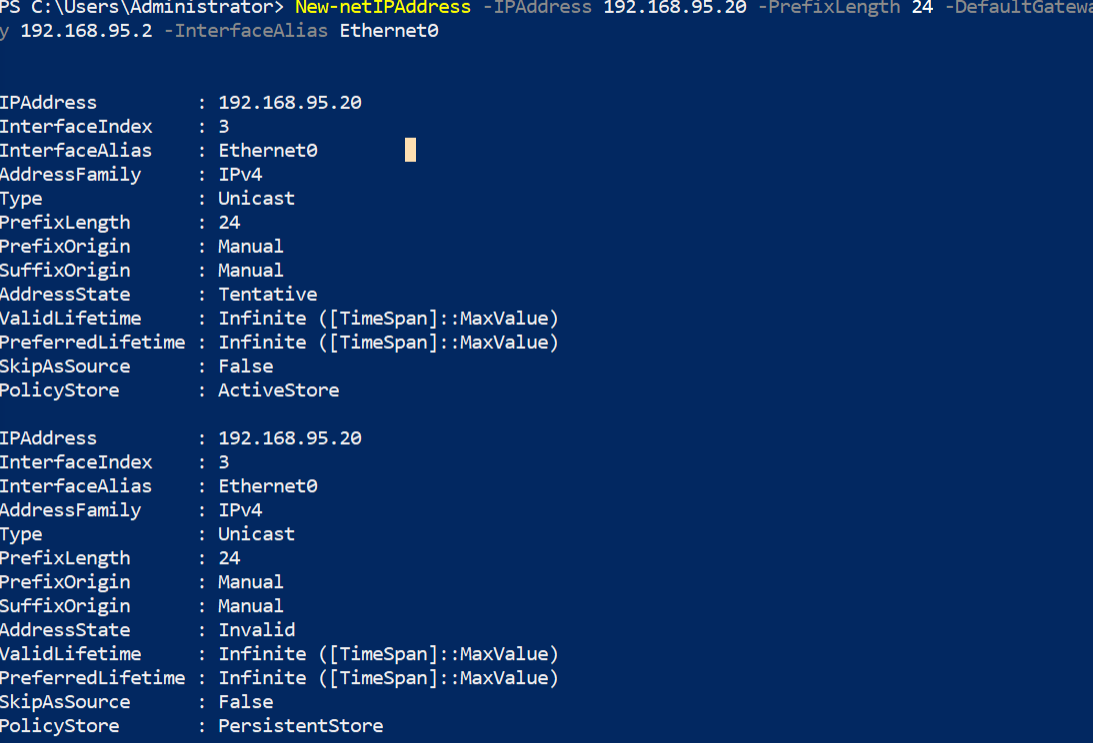 PS C:\Users\Administrator> New-netIPAddress -IPAddress 192.168.95.20 -PrefixLength 24 -DefaultGatewa
y 192.168.95.2 -InterfaceAlias Ethernet0
IPAddress : 192.168.95.20
InterfaceIndex : 3
InterfaceAlias : Ethernet0
AddressFamily : IPv4
Type : Unicast
PrefixLength : 24
PrefixOrigin : Manual
SuffixOrigin : Manual
AddressState : Tentative
ValidLifetime : Infinite ([TimeSpan]::MaxValue)
PreferredLifetime : Infinite ([TimeSpan]::MaxValue)
SkipAsSource : False
PolicyStore : ActiveStore
IPAddress : 192.168.95.20
InterfaceIndex : 3
InterfaceAlias : Ethernet0
AddressFamily : IPv4
Type : Unicast
PrefixLength : 24
PrefixOrigin : Manual
SuffixOrigin : Manual
AddressState : Invalid
ValidLifetime : Infinite ([TimeSpan]::MaxValue)
PreferredLifetime : Infinite ([TimeSpan]::MaxValue)
SkipAsSource : False
PolicyStore : PersistentStore